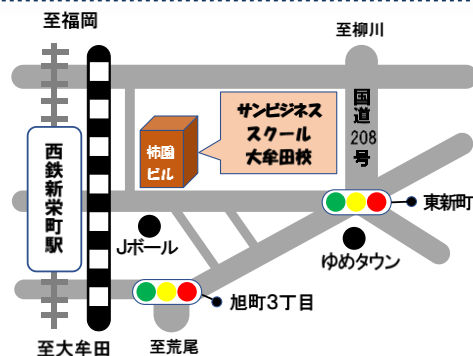 至福岡
至柳川
サンビジネス
スクール
大牟田校
国道
208
号
柿園
ビル
西鉄新栄町駅
東新町
Jボール
ゆめタウン
旭町3丁目
至大牟田
至荒尾